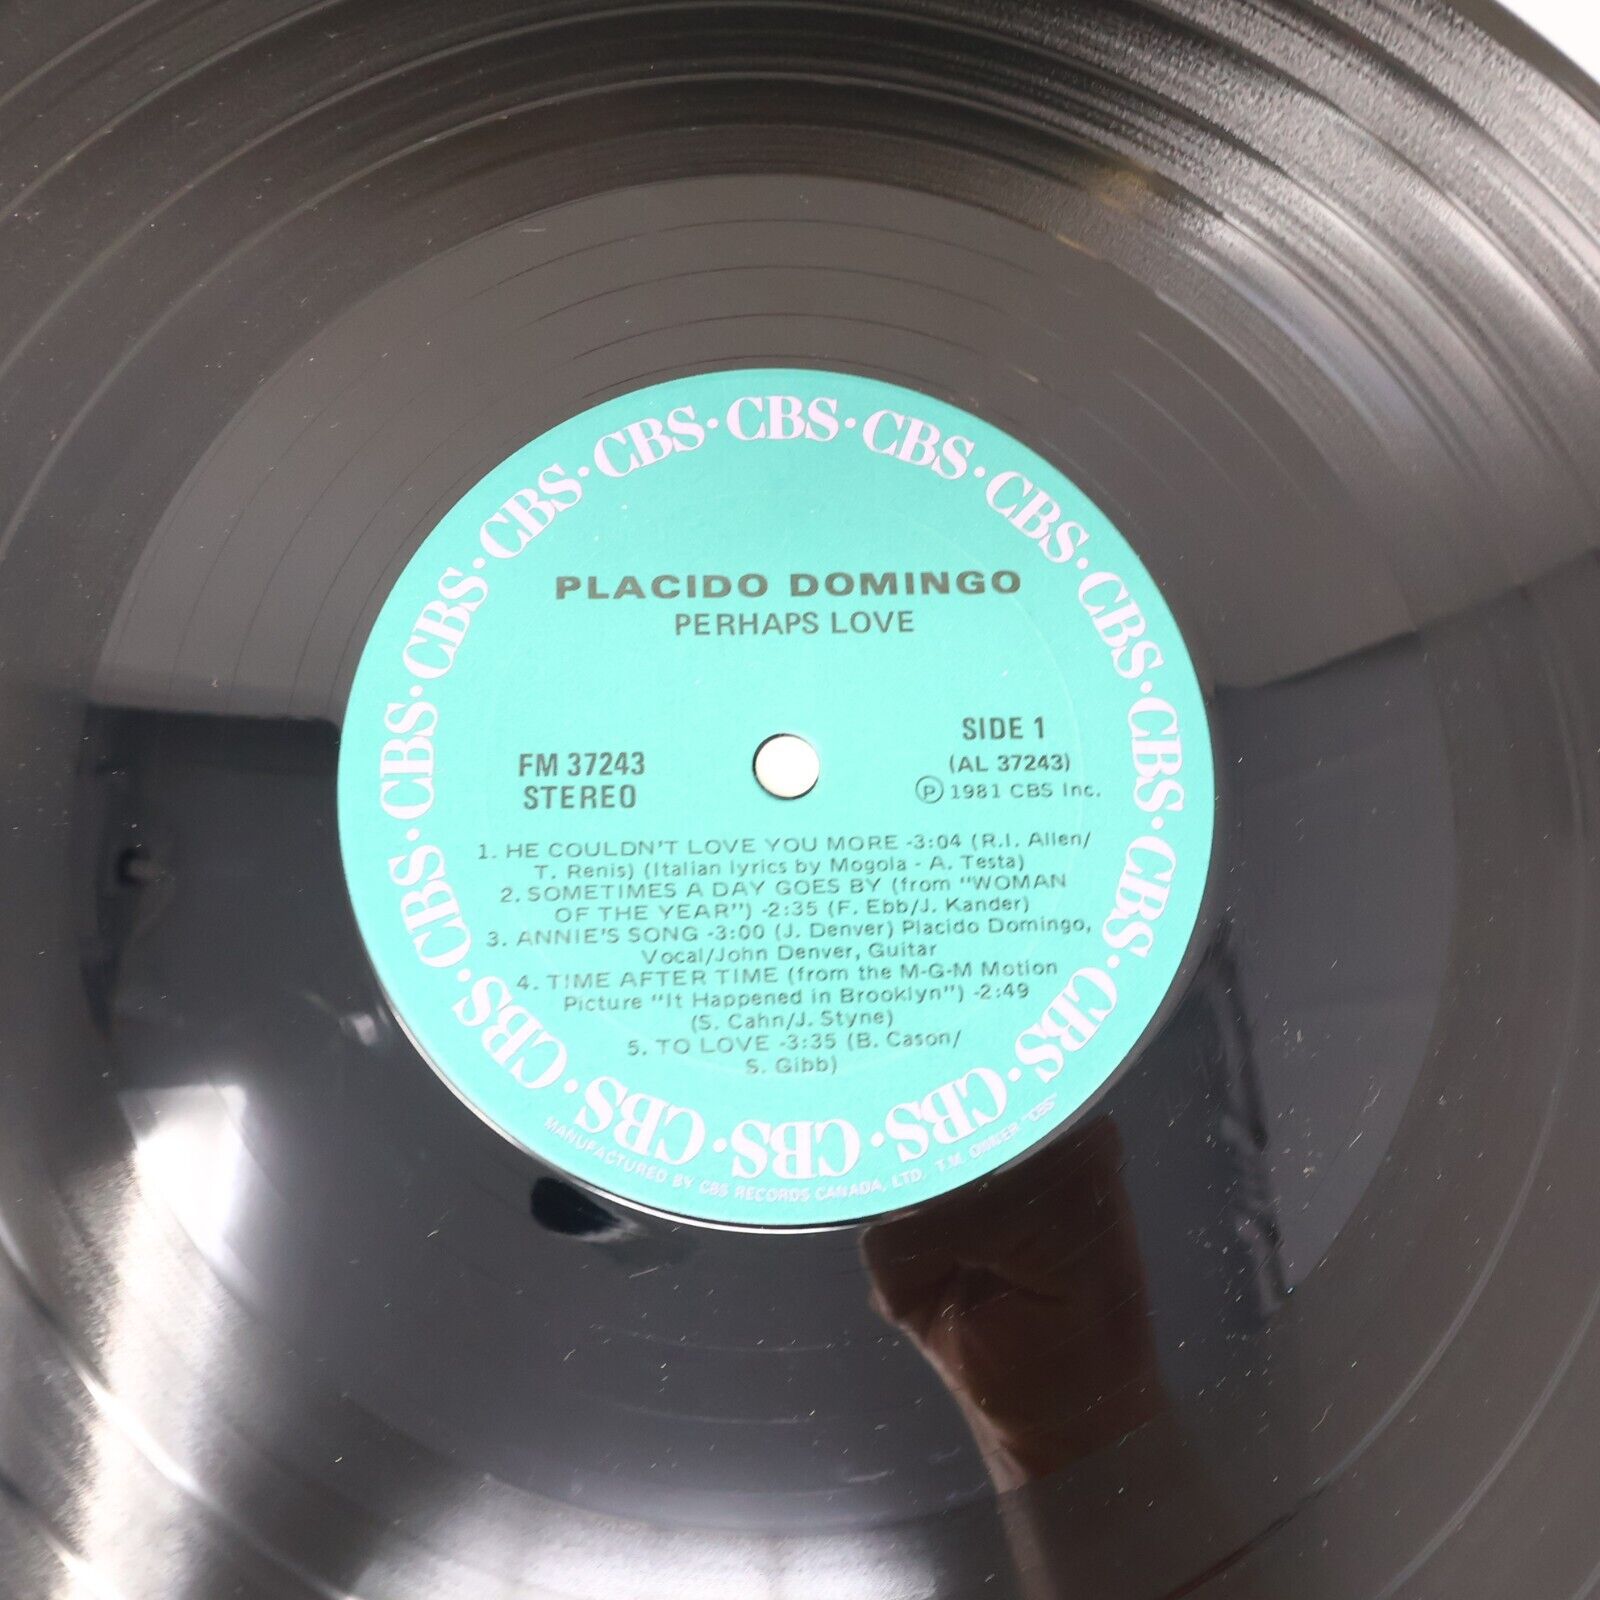 CBS · CBS · CBS · CBS · CBS · CBS · CBS · CBS · CBS · CBS · CBS · CBS · CBS · CBS · CBS · CBS · CBS · CBS
PLACIDO DOMINGO
PERHAPS LOVE
SIDE 1
FM 37243
(AL 37243)
STEREO
Ⓟ 1981 CBS Inc.
1. HE COULDN'T LOVE YOU MORE -3:04 (R.I. Allen/
T. Renis) (Italian lyrics by Mogola - A. Testa)
2. SOMETIMES A DAY GOES BY (from "WOMAN
OF THE YEAR") -2:35 (F. Ebb/J. Kander)
3. ANNIE'S SONG -3:00 (J. Denver) Placido Domingo,
Vocal/John Denver, Guitar
4. TIME AFTER TIME (from the M-G-M Motion
Picture "It Happened in Brooklyn") -2:49
(S. Cahn/J. Styne)
5. TO LOVE -3:35 (B. Cason/
S. Gibb)
MANUFACTURED BY CBS RECORDS CANADA, LTD. T.M. OWNER "CBS"